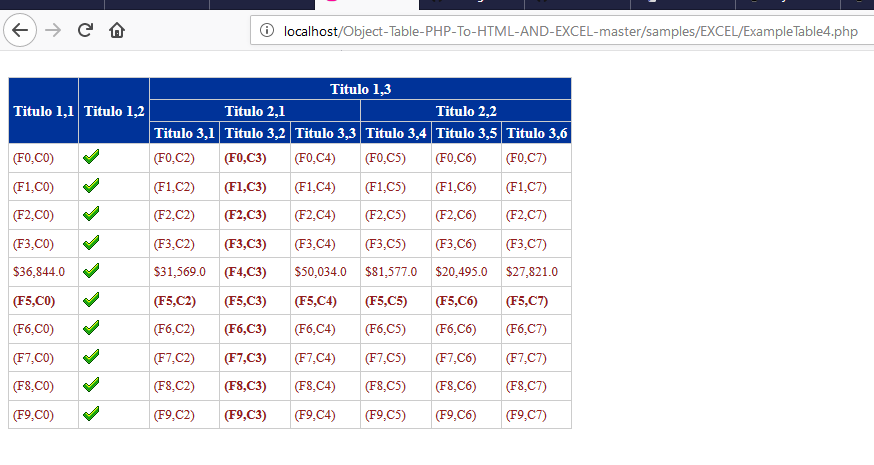 localhost/Object-Table-PHP-To-HTML-AND-EXCEL-master/samples/EXCEL/ExampleTable4.php
Titulo 1,1 Titulo 1,2 Titulo 1,3
Titulo 2,1 Titulo 2,2
Titulo 3,1 Titulo 3,2 Titulo 3,3 Titulo 3,4 Titulo 3,5 Titulo 3,6
(F0,C0) (F0,C2) (F0,C3) (F0,C4) (F0,C5) (F0,C6) (F0,C7)
(F1,C0) (F1,C2) (F1,C3) (F1,C4) (F1,C5) (F1,C6) (F1,C7)
(F2,C0) (F2,C2) (F2,C3) (F2,C4) (F2,C5) (F2,C6) (F2,C7)
(F3,C0) (F3,C2) (F3,C3) (F3,C4) (F3,C5) (F3,C6) (F3,C7)
$36,844.0 $31,569.0 (F4,C3) $50,034.0 $81,577.0 $20,495.0 $27,821.0
(F5,C0) (F5,C2) (F5,C3) (F5,C4) (F5,C5) (F5,C6) (F5,C7)
(F6,C0) (F6,C2) (F6,C3) (F6,C4) (F6,C5) (F6,C6) (F6,C7)
(F7,C0) (F7,C2) (F7,C3) (F7,C4) (F7,C5) (F7,C6) (F7,C7)
(F8,C0) (F8,C2) (F8,C3) (F8,C4) (F8,C5) (F8,C6) (F8,C7)
(F9,C0) (F9,C2) (F9,C3) (F9,C4) (F9,C5) (F9,C6) (F9,C7)